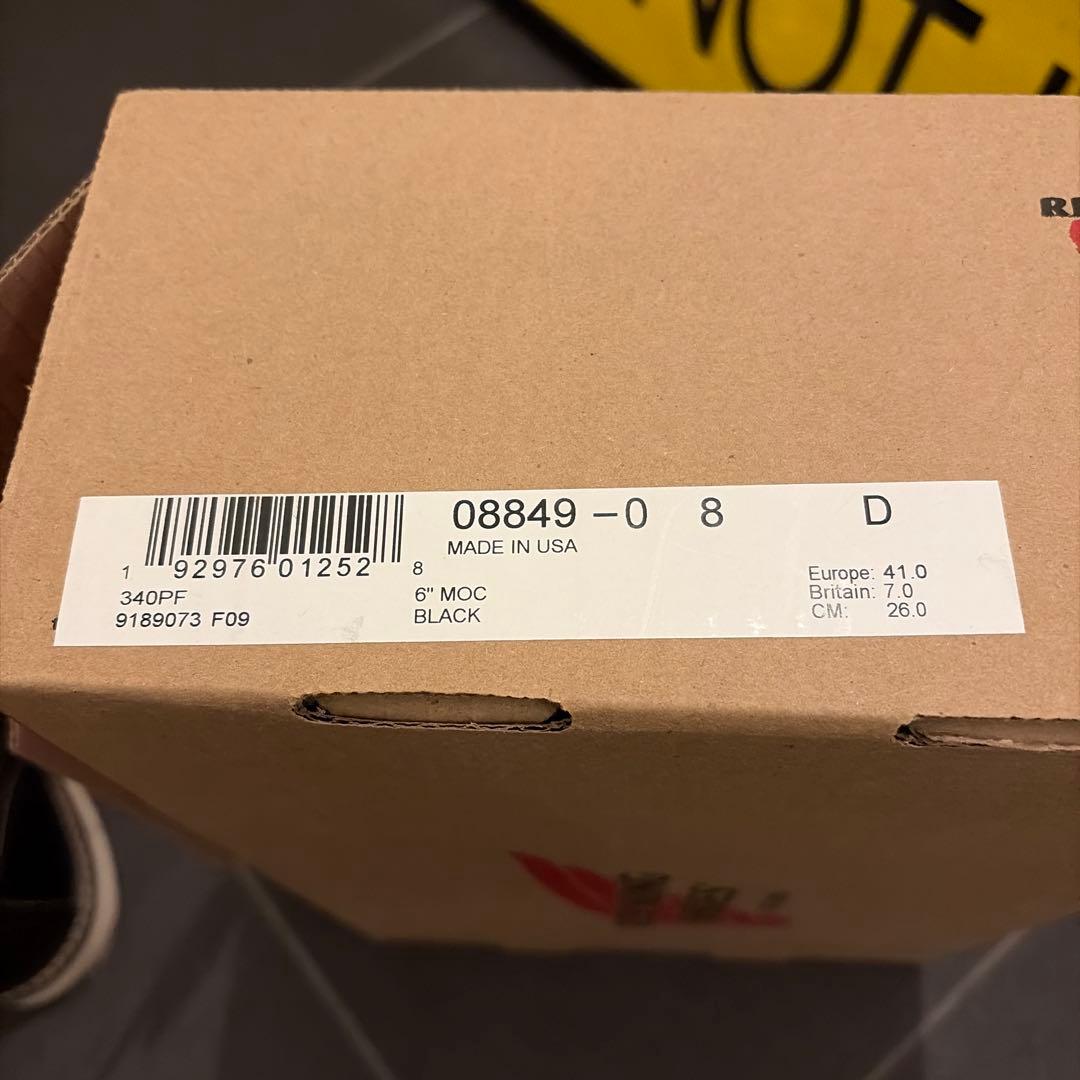 NOT
08849 – 0 8 D
MADE IN USA
1 92976 01252 8
340PF
9189073 F09
6" MOC
BLACK
Europe: 41.0
Britain: 7.0
CM: 26.0